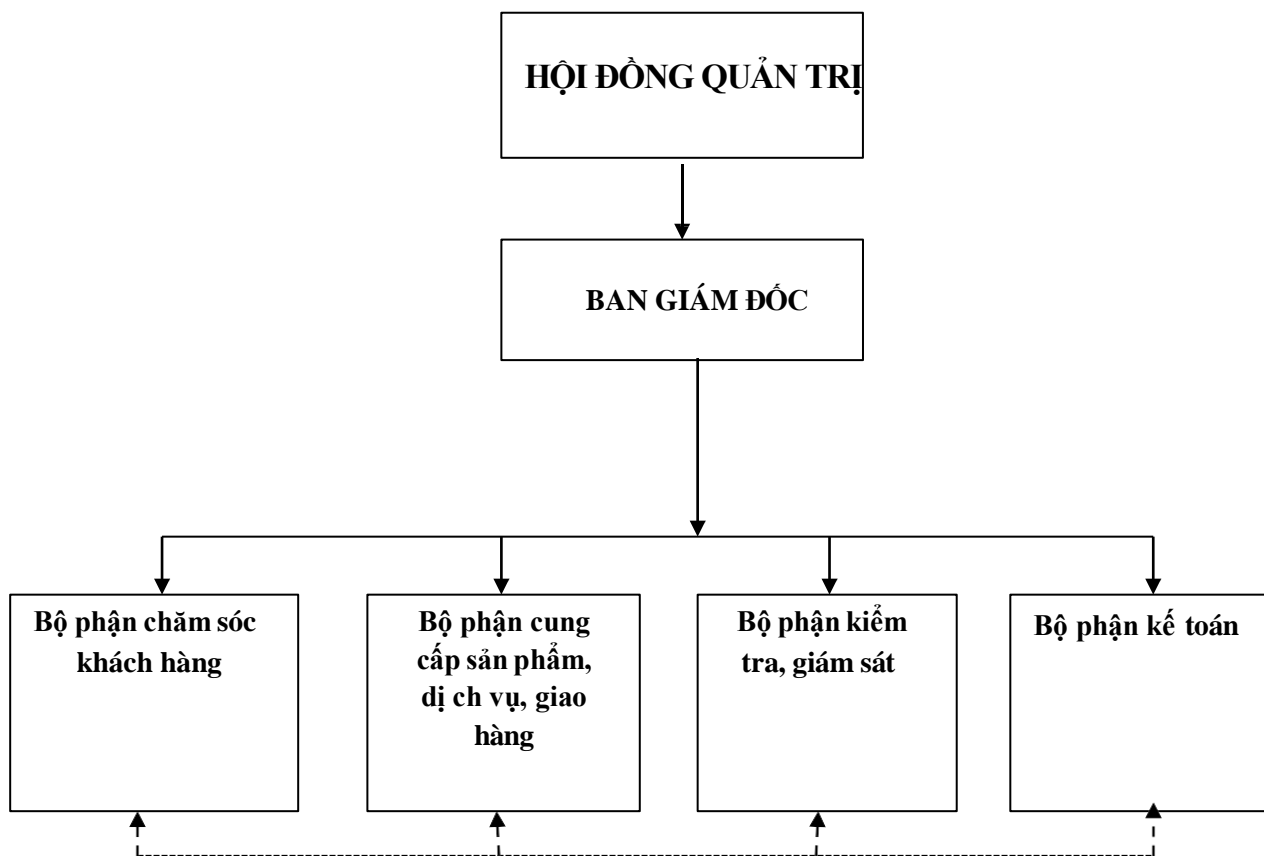 HỘI ĐỒNG QUẢN TRỊ
BAN GIÁM ĐỐC
Bộ phận chăm sóc
khách hàng
Bộ phận cung
cấp sản phẩm,
dị ch vụ, giao
hàng
Bộ phận kiểm
tra, giám sát
Bộ phận kế toán